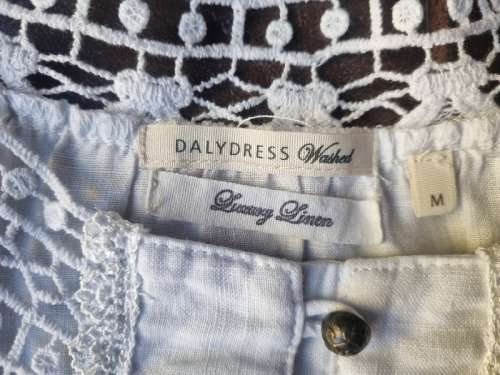 DALYDRESS Washed
Luxury Linen
M